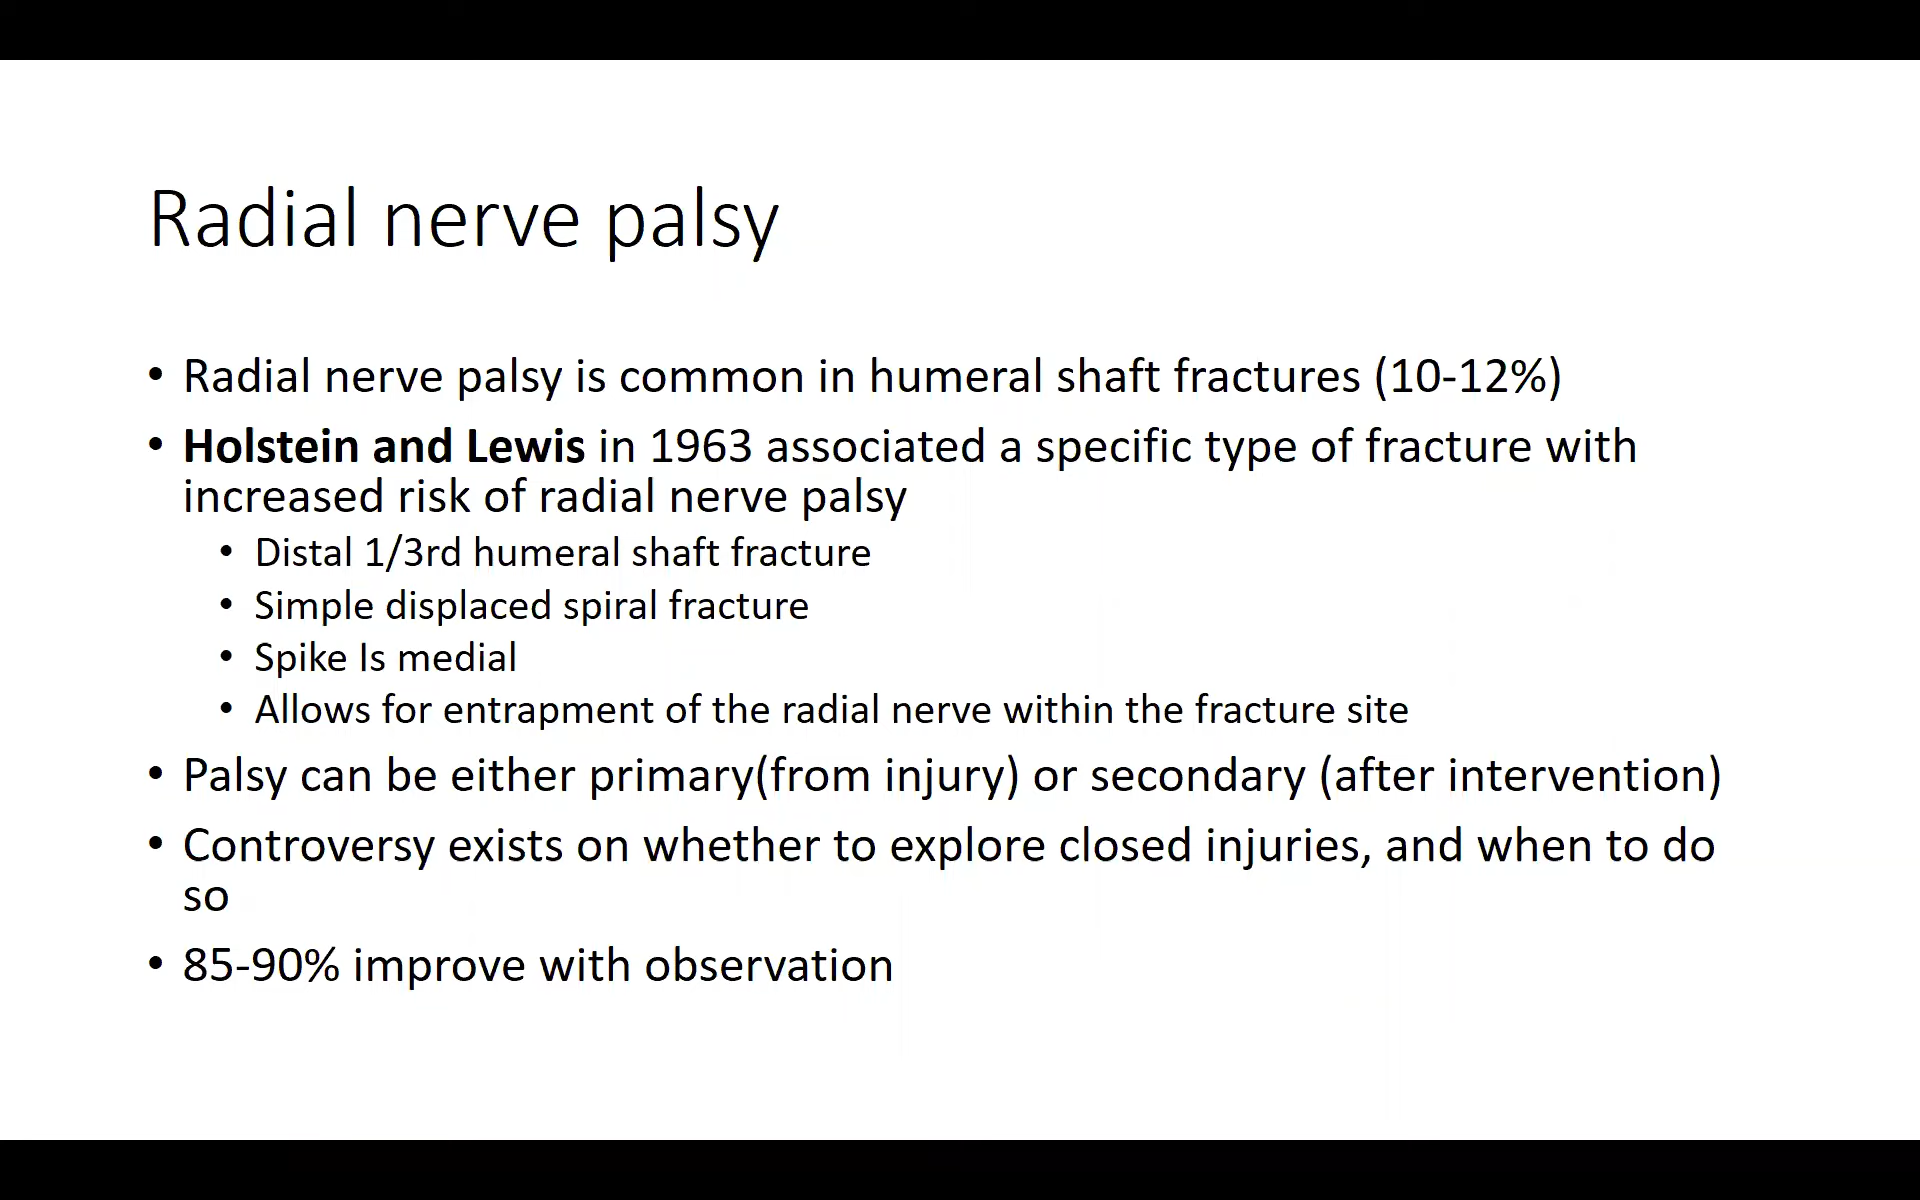 Radial nerve palsy
• Radial nerve palsy is common in humeral shaft fractures (10-12%)
• Holstein and Lewis in 1963 associated a specific type of fracture with
increased risk of radial nerve palsy
• Distal 1/3rd humeral shaft fracture
• Simple displaced spiral fracture
• Spike Is medial
• Allows for entrapment of the radial nerve within the fracture site
• Palsy can be either primary(from injury) or secondary (after intervention)
• Controversy exists on whether to explore closed injuries, and when to do
so
• 85-90% improve with observation